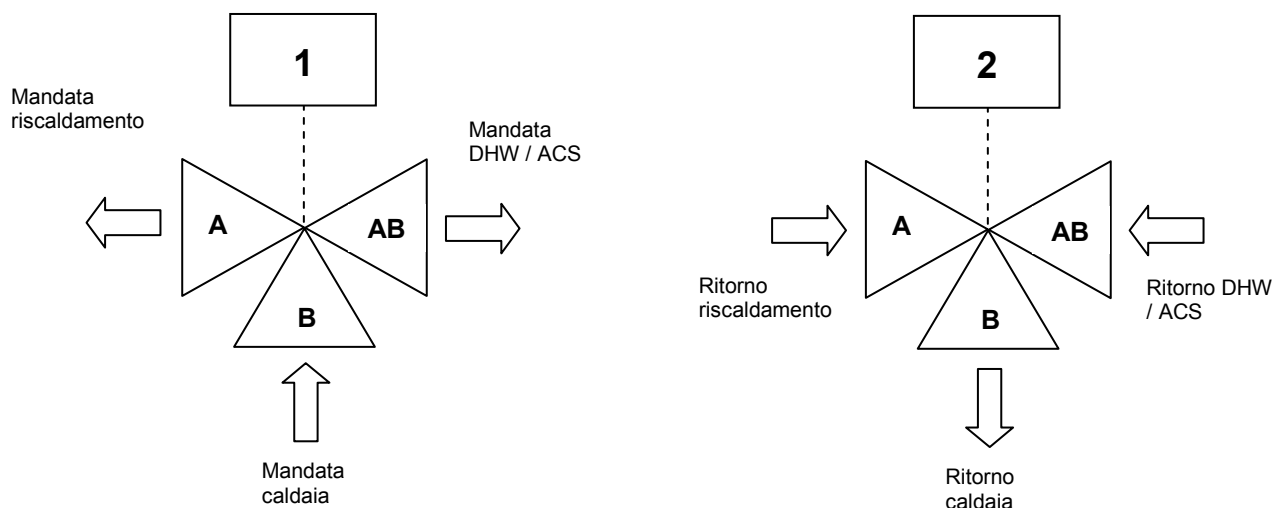 1
Mandata
riscaldamento
Mandata
DHW / ACS
A
AB
B
Mandata
caldaia
2
A
AB
Ritorno
riscaldamento
Ritorno DHW
/ ACS
B
Ritorno
caldaia